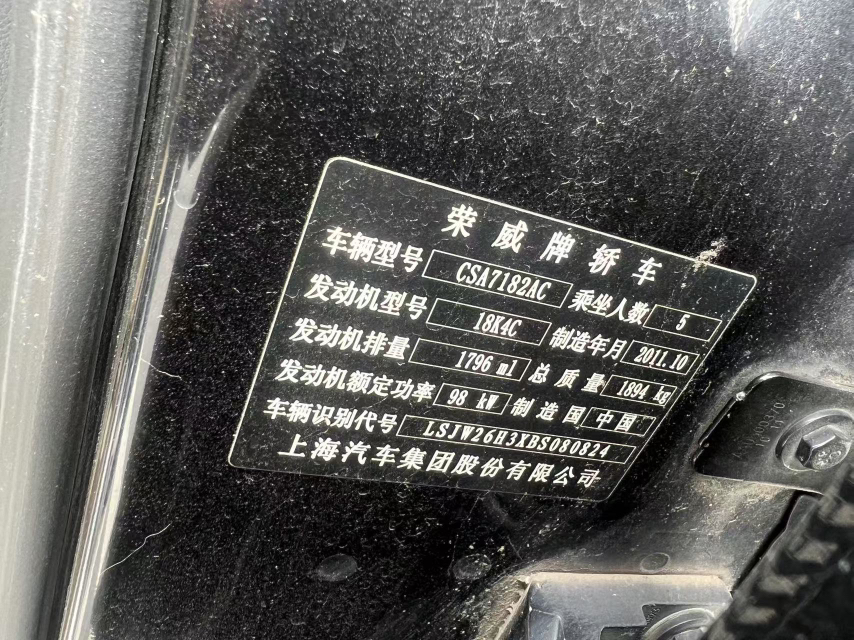 荣威牌轿车
车辆型号 CSA7182AC 乘坐人数 5
发动机型号 18K4C 制造年月 2011.10
发动机排量 1796 ml 总质量 1894 kg
发动机额定功率 98 kW 制造国 中国
车辆识别代号 LSJW26H3XBS080824
上海汽车集团股份有限公司